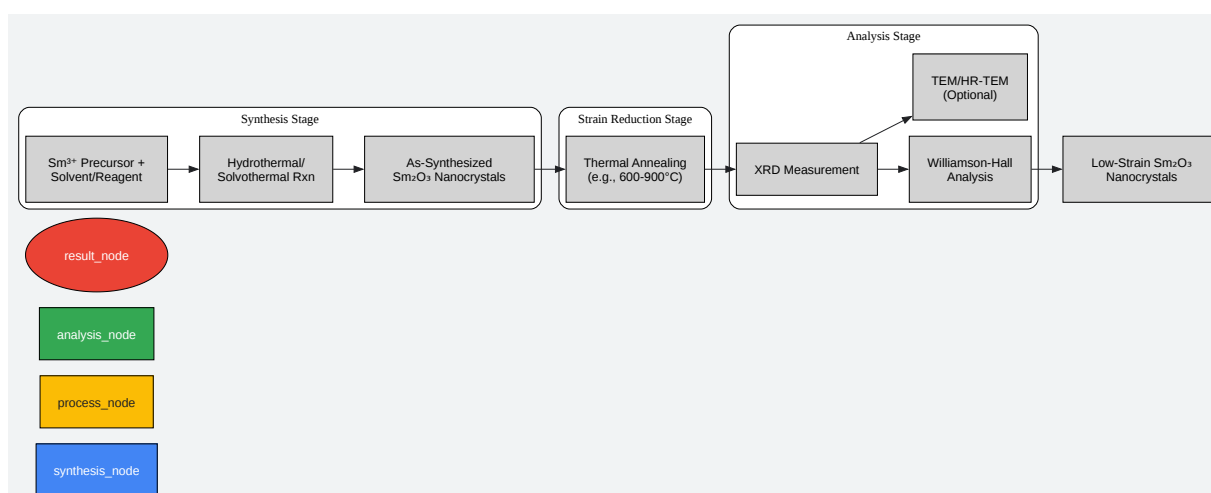 Synthesis Stage
Sm³⁺ Precursor +
Solvent/Reagent
Hydrothermal/
Solvothermal Rxn
As-Synthesized
Sm₂O₃ Nanocrystals
Strain Reduction Stage
Thermal Annealing
(e.g., 600-900°C)
Analysis Stage
XRD Measurement
TEM/HR-TEM
(Optional)
Williamson-Hall
Analysis
Low-Strain Sm₂O₃
Nanocrystals
result_node
analysis_node
process_node
synthesis_node